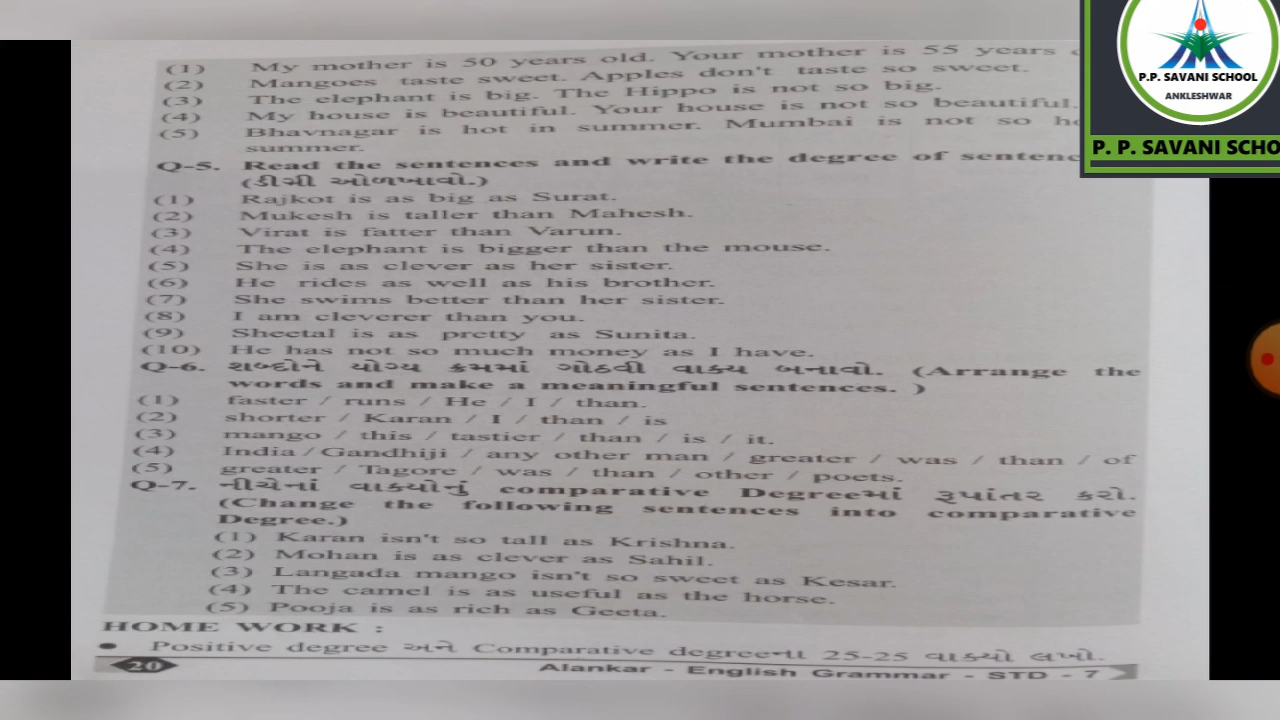 (1) My mother is 50 years old. Your mother is 55 years
(2) Mangoes taste sweet. Apples don't taste so sweet.
(3) The elephant is big. The Hippo is not so big.
(4) My house is beautiful. Your house is not so beautiful.
(5) Bhavnagar is hot in summer. Mumbai is not so
summer.
Q-5. Read the sentences and write the degree of
(ડીગ્રી ઓળખાવો.)
(1) Rajkot is as big as Surat.
(2) Mukesh is taller than Mahesh.
(3) Virat is fatter than Varun.
(4) The elephant is bigger than the mouse.
(5) She is as clever as her sister.
(6) He rides as well as his brother.
(7) She swims better than her sister.
(8) I am cleverer than you.
(9) Sheetal is as pretty as Sunita.
(10) He has not so much money as I have.
Q-6. શબ્દોને યોગ્ય ક્રમમાં ગોઠવી વાક્ય બનાવો. (Arrange the
words and make a meaningful sentences. )
(1) faster / runs / He / I / than.
(2) shorter / Karan / I / than / is
(3) mango / this / tastier / than / is / it.
(4) India / Gandhiji / any other man / greater / was / than / of
(5) greater / Tagore / was / than / other / poets.
Q-7. નીચેનાં વાક્યોનું comparative Degreeમાં રૂપાંતર કરો.
(Change the following sentences into comparative
Degree.)
(1) Karan isn't so tall as Krishna.
(2) Mohan is as clever as Sahil.
(3) Langada mango isn't so sweet as Kesar.
(4) The camel is as useful as the horse.
(5) Pooja is as rich as Geeta.
HOME WORK :
• Positive degree અને Comparative degreeના 25-25 વાક્યો લખો.
20 Alankar - English Grammar - STD - 7
P.P. SAVANI SCHOOL
ANKLESHWAR
P. P. SAVANI SCHO